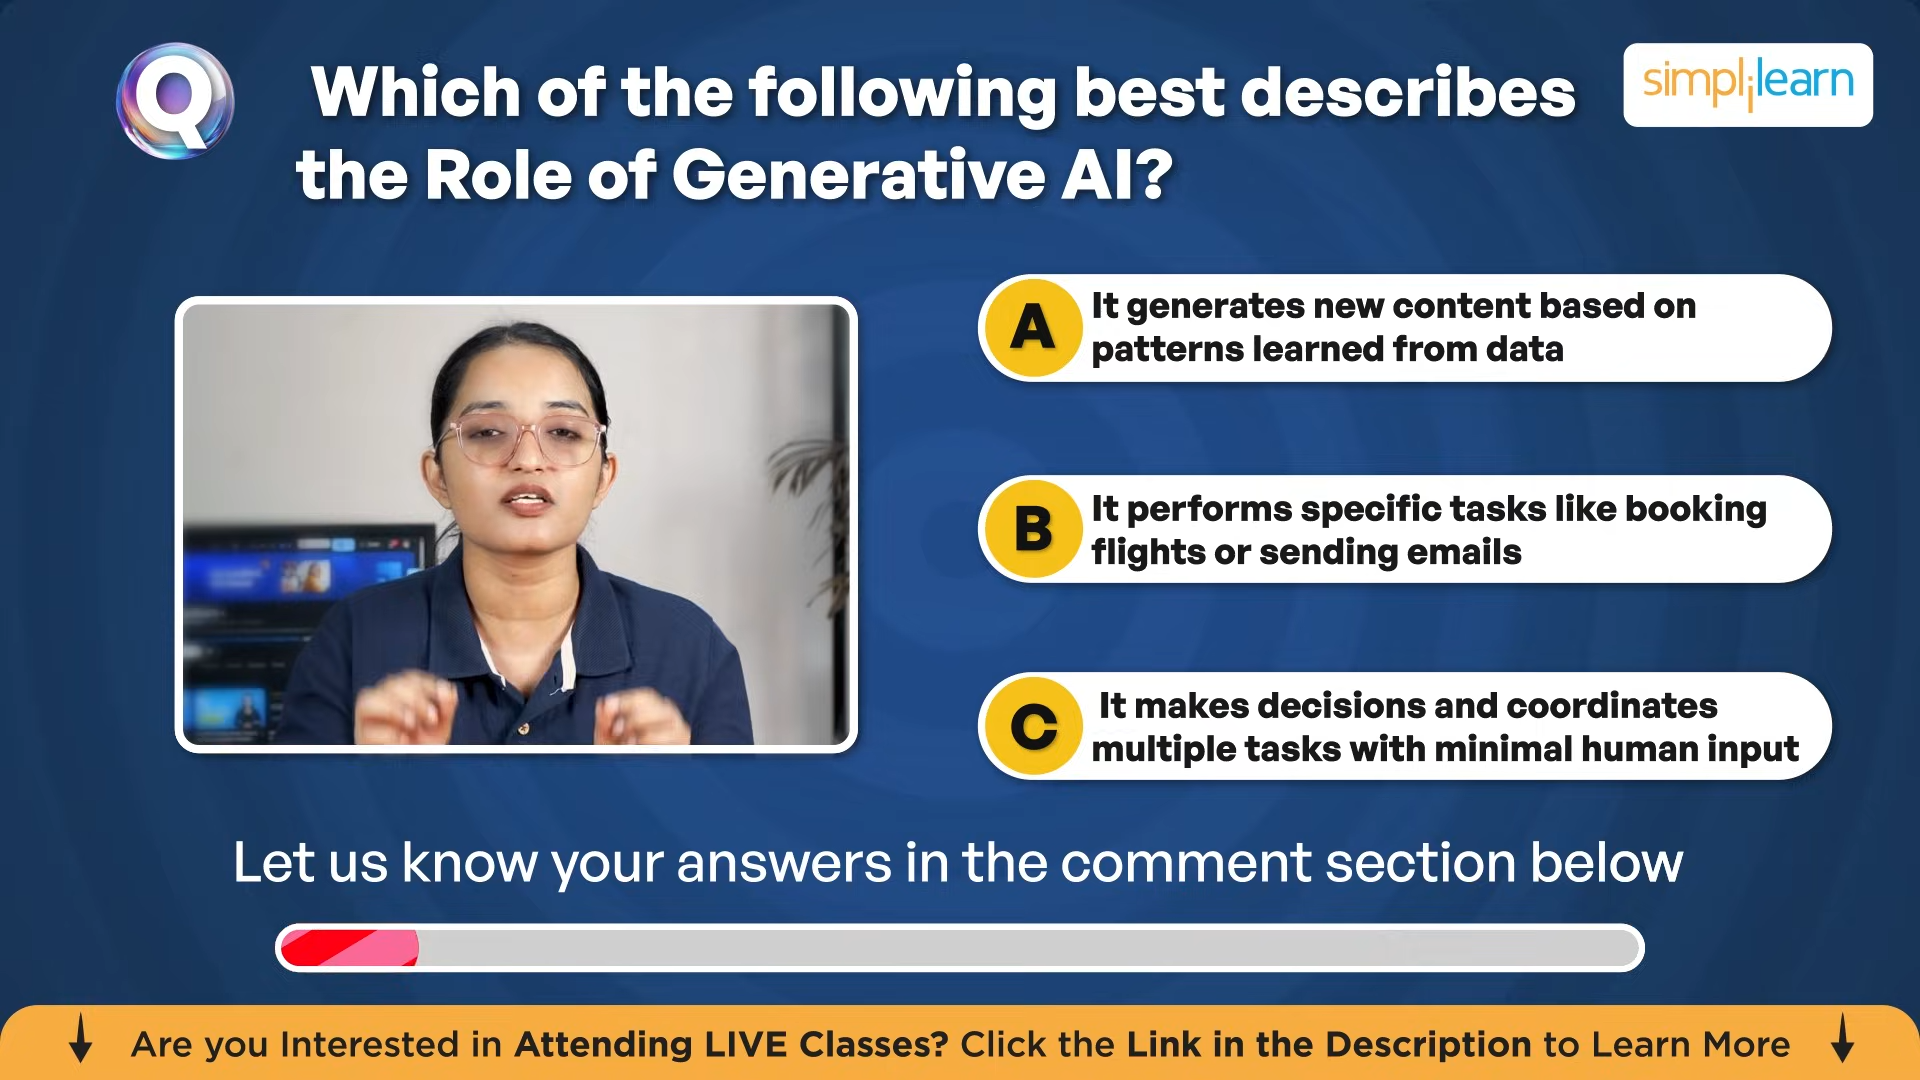 Q
Which of the following best describes
the Role of Generative AI?
simplilearn
A
It generates new content based on
patterns learned from data
B
It performs specific tasks like booking
flights or sending emails
C
It makes decisions and coordinates
multiple tasks with minimal human input
Let us know your answers in the comment section below
Are you Interested in Attending LIVE Classes? Click the Link in the Description to Learn More